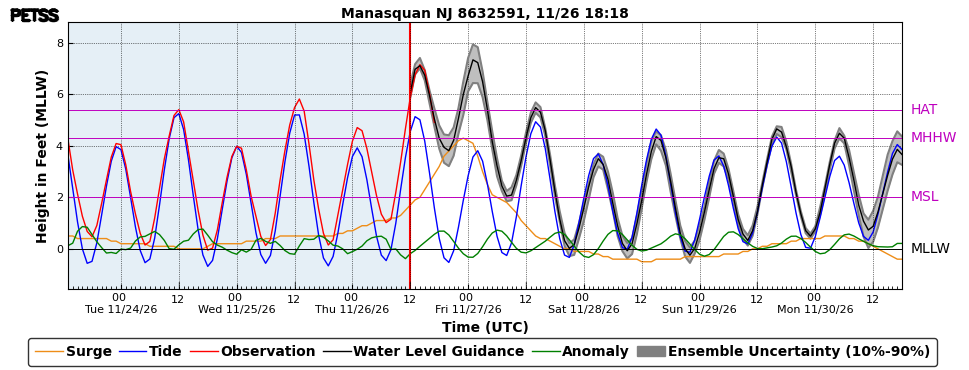 PETSS
Manasquan NJ 8632591, 11/26 18:18
Height in Feet (MLLW)
8
6
4
2
0
HAT
MHHW
MSL
MLLW
00 12 00 12 00 12 00 12 00 12 00 12 00 12
Tue 11/24/26 Wed 11/25/26 Thu 11/26/26 Fri 11/27/26 Sat 11/28/26 Sun 11/29/26 Mon 11/30/26
Time (UTC)
Surge Tide Observation Water Level Guidance Anomaly Ensemble Uncertainty (10%-90%)